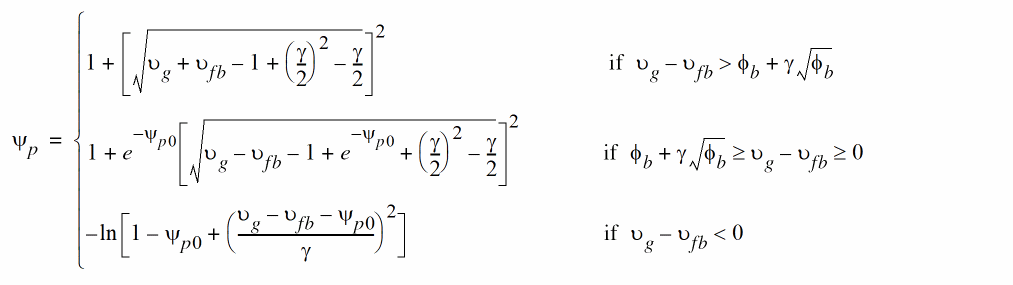 ψ_p = { 1 + [√(υ_g + υ_fb − 1 + (γ/2)² − γ/2)]² if υ_g − υ_fb > ϕ_b + γ√ϕ_b
1 + e^(−ψ_p0) [√(υ_g − υ_fb − 1 + e^(−ψ_p0) + (γ/2)² − γ/2)]² if ϕ_b + γ√ϕ_b ≥ υ_g − υ_fb ≥ 0
−ln[1 − ψ_p0 + ((υ_g − υ_fb − ψ_p0)/γ)²] if υ_g − υ_fb < 0